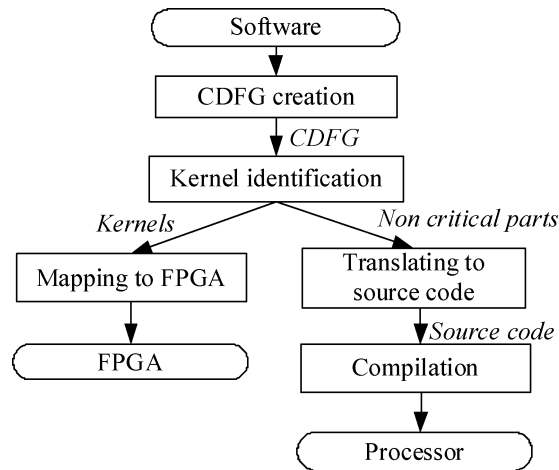 Software
CDFG creation
CDFG
Kernel identification
Kernels
Non critical parts
Mapping to FPGA
Translating to
source code
Source code
FPGA
Compilation
Processor